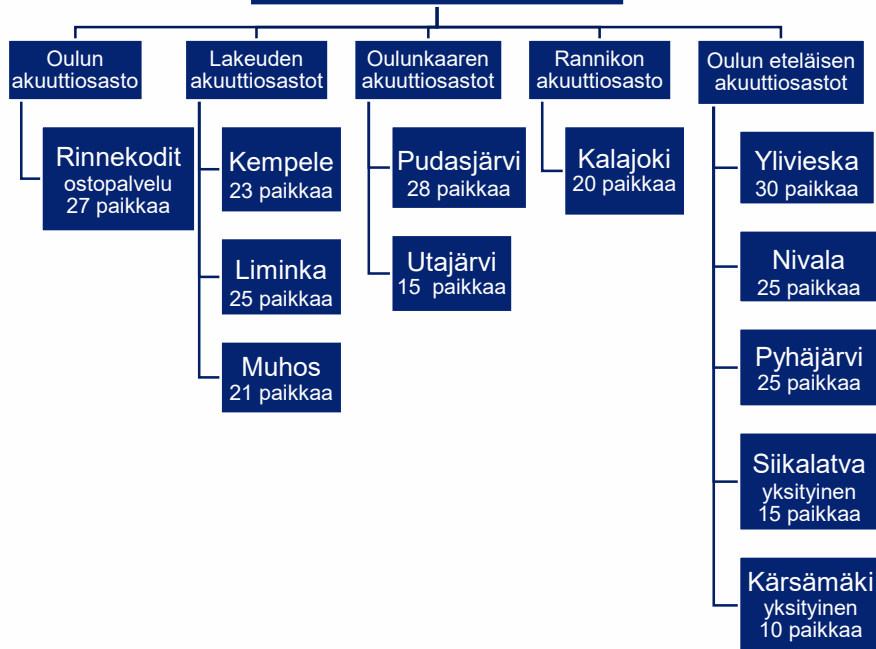 Oulun
akuuttiosasto
Rinnekodit
ostopalvelu
27 paikkaa
Lakeuden
akuuttiosastot
Kempele
23 paikkaa
Liminka
25 paikkaa
Muhos
21 paikkaa
Oulunkaaren
akuuttiosastot
Pudasjärvi
28 paikkaa
Utajärvi
15 paikkaa
Rannikon
akuuttiosasto
Kalajoki
20 paikkaa
Oulun eteläisen
akuuttiosastot
Ylivieska
30 paikkaa
Nivala
25 paikkaa
Pyhäjärvi
25 paikkaa
Siikalatva
yksityinen
15 paikkaa
Kärsämäki
yksityinen
10 paikkaa